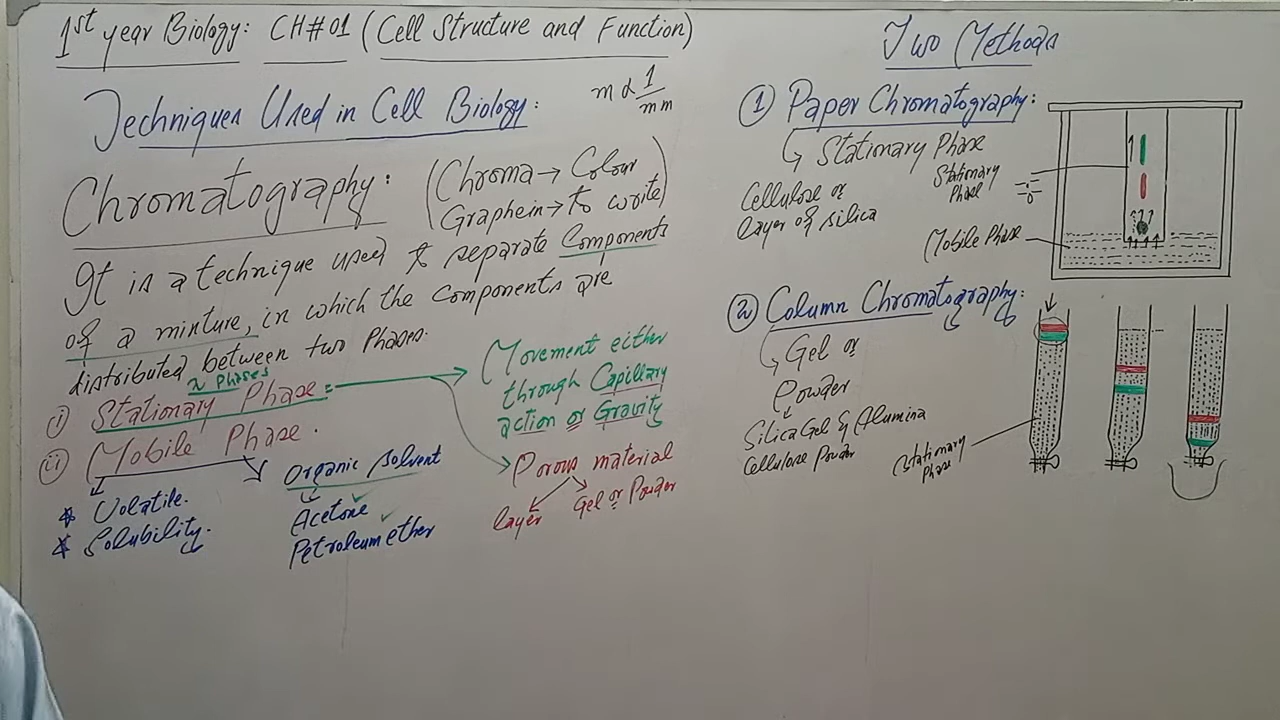 1st year Biology: CH#01 (Cell Structure and Function)
Techniques Used in Cell Biology:
m α 1/mm
Chromatography:
(Chroma → Colour
Graphein → to write)
It is a technique used to separate Components
of a mixture, in which the components are
distributed between two Phases.
2 Phases
i) Stationary Phase:
ii) Mobile Phase.
* Volatile.
* Solubility.
Organic Solvent
Acetone
Petroleum ether
(Movement either
through Capillary
action or Gravity
Porous material
layer
Gel or Powder
Two Methods
1 Paper Chromatography:
Stationary Phase
Cellulose or
layer of silica
Stationary
Phase
Mobile Phase
2 Column Chromatography:
Gel or
Powder
Silica Gel & Alumina
Cellulose Powder
Stationary
Phase